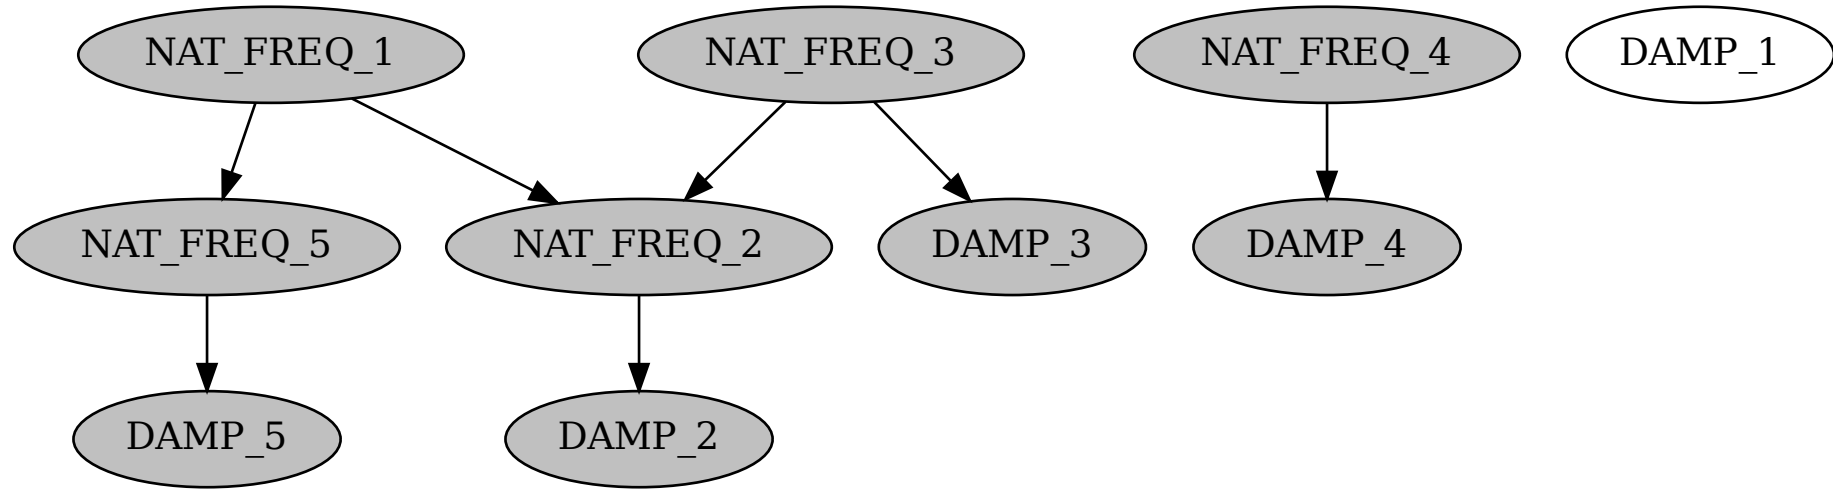 NAT_FREQ_1
NAT_FREQ_3
NAT_FREQ_4
DAMP_1
NAT_FREQ_5
NAT_FREQ_2
DAMP_3
DAMP_4
DAMP_5
DAMP_2